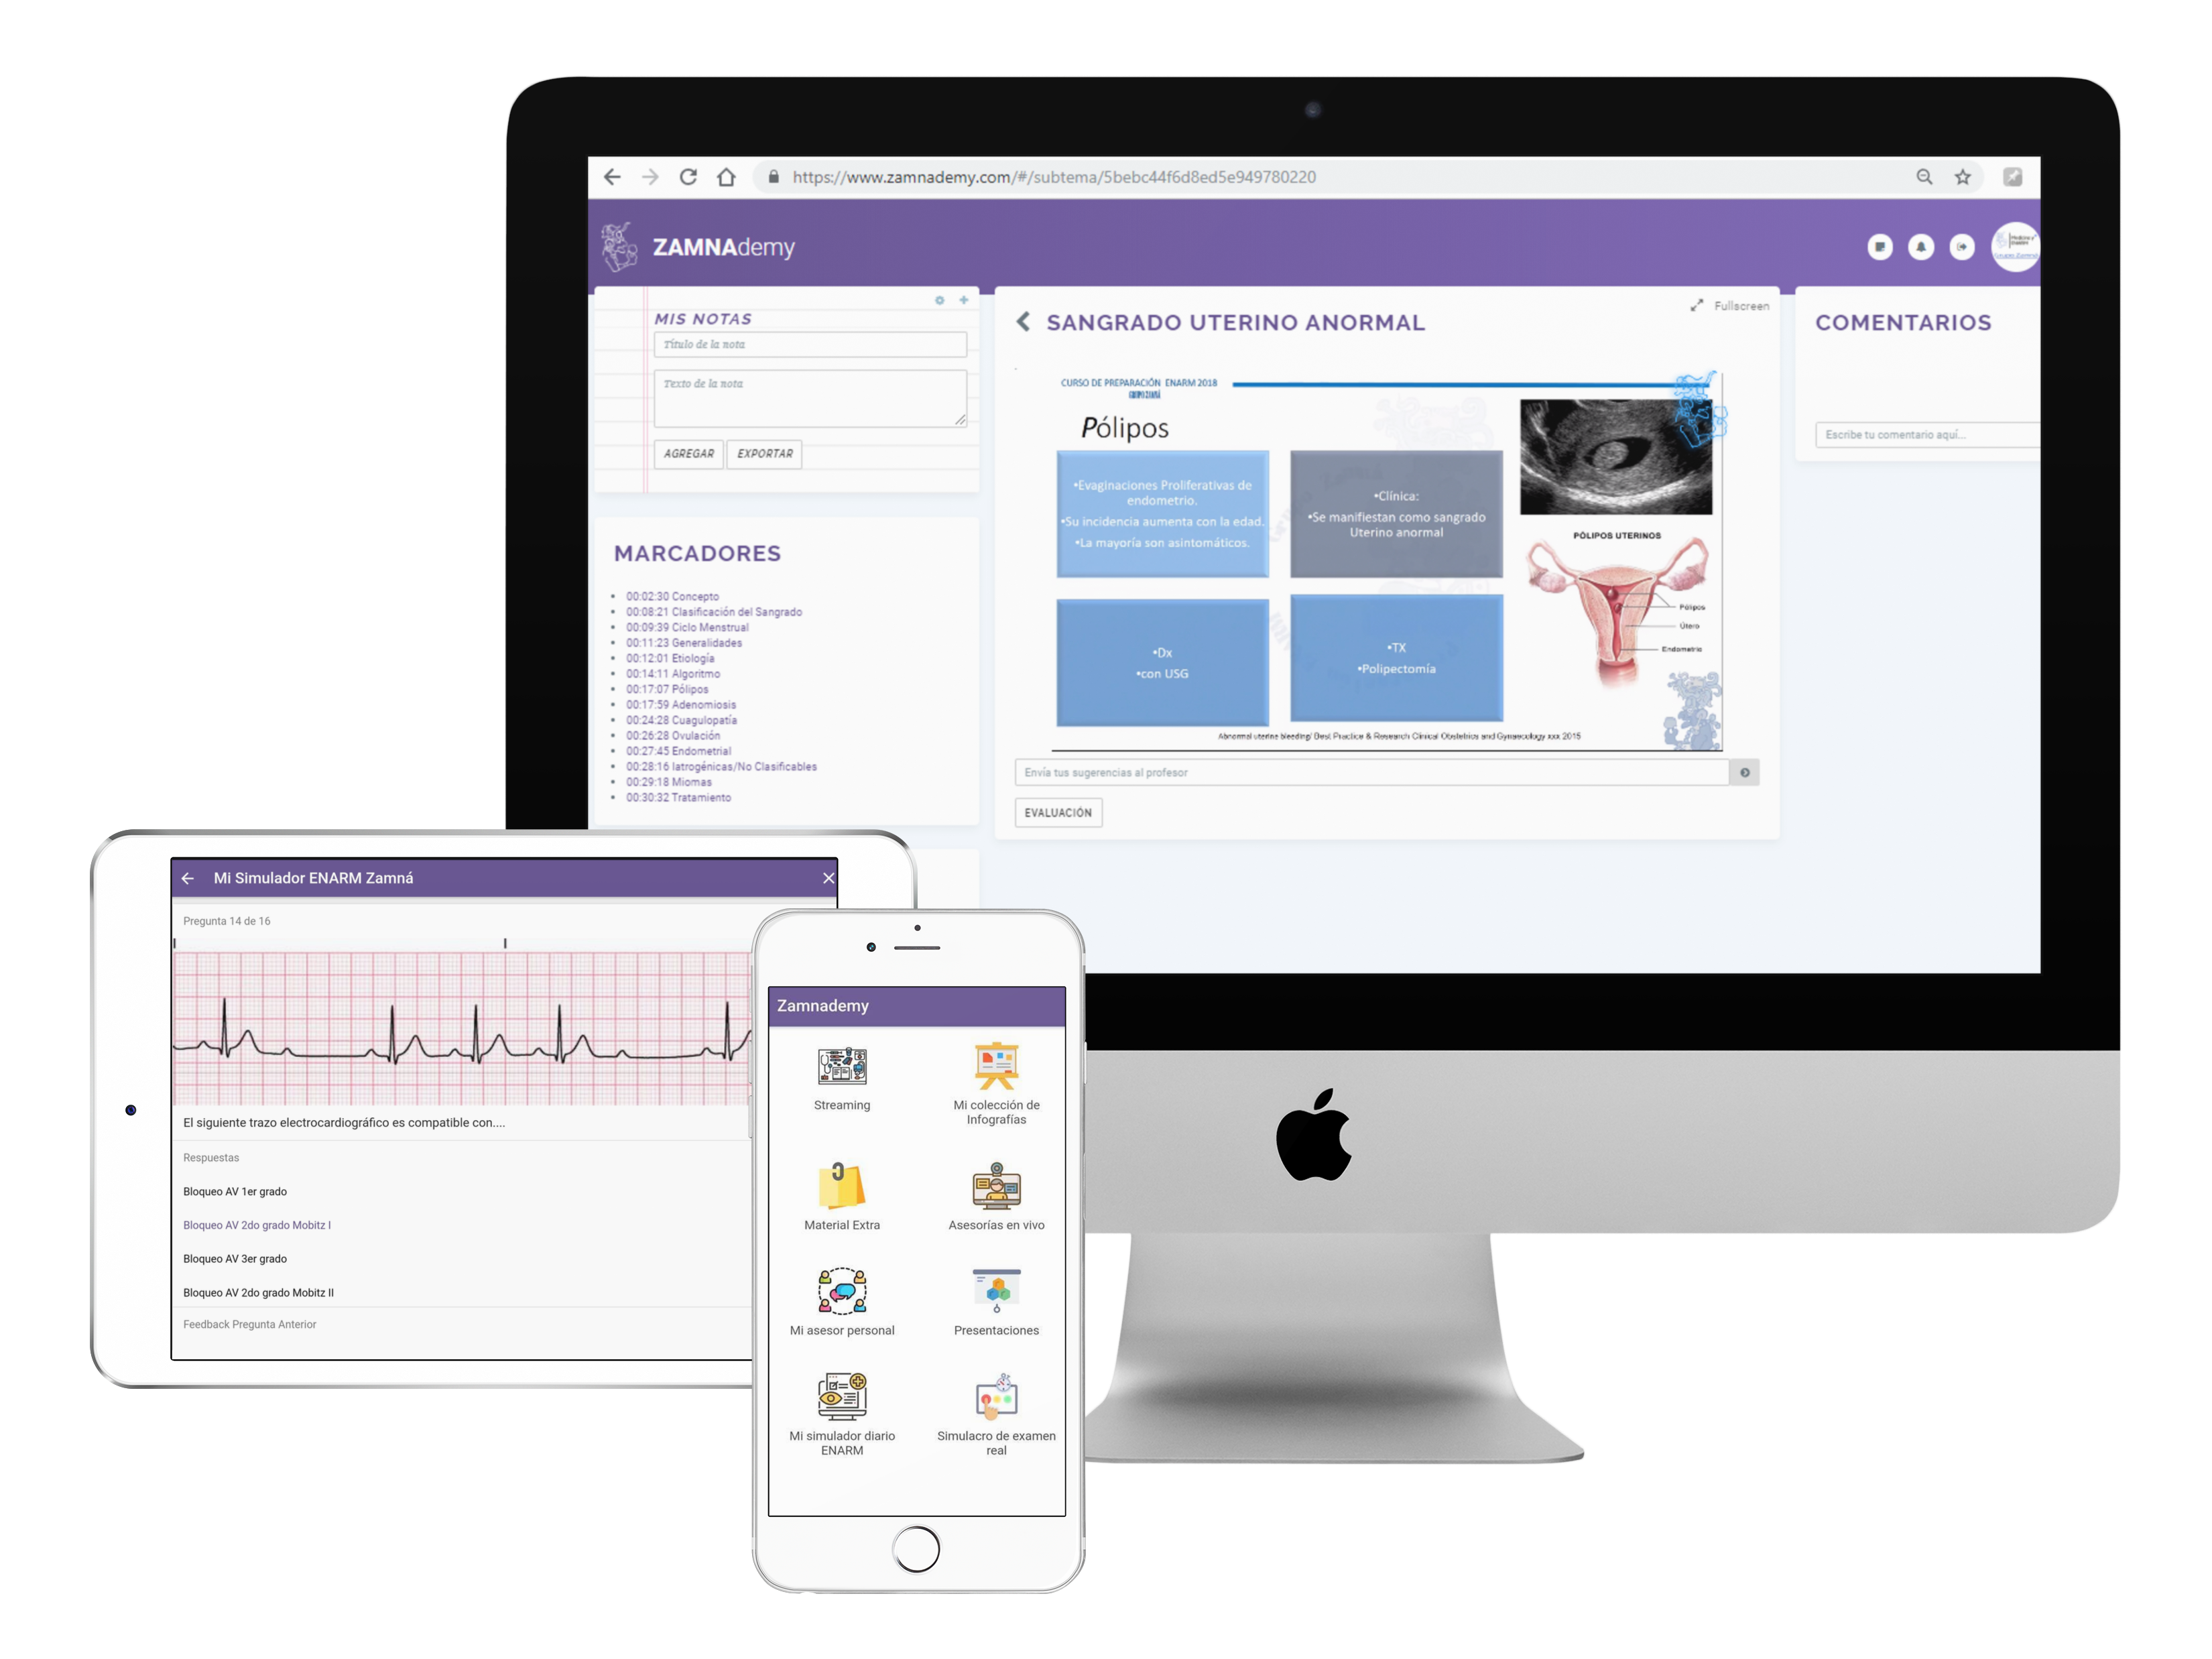 https://www.zamnademy.com/#/subtema/5bebc44f6d8ed5e949780220
ZAMNAdemy
MIS NOTAS
Título de la nota
Texto de la nota
AGREGAR EXPORTAR
MARCADORES
00:02:30 Concepto
00:08:21 Clasificación del Sangrado
00:09:39 Ciclo Menstrual
00:11:23 Generalidades
00:12:01 Etiología
00:14:11 Algoritmo
00:17:07 Pólipos
00:17:59 Adenomiosis
00:24:28 Cuagulopatía
00:26:28 Ovulación
00:27:45 Endometrial
00:28:16 Iatrogénicas/No Clasificables
00:29:18 Miomas
00:30:32 Tratamiento
Fullscreen
SANGRADO UTERINO ANORMAL
CURSO DE PREPARACIÓN ENARM 2018
Pólipos
•Evaginaciones Proliferativas de
endometrio.
•Su incidencia aumenta con la edad.
•La mayoría son asintomáticos.
•Clínica:
•Se manifiestan como sangrado
Uterino anormal
•Dx
•con USG
•TX
•Polipectomía
PÓLIPOS UTERINOS
Pólipos
Útero
Endometrio
Abnormal uterine bleeding/ Best Practice & Research Clinical Obstetrics and Gynaecology xxx 2015
Envía tus sugerencias al profesor
EVALUACIÓN
COMENTARIOS
Escribe tu comentario aquí...
Mi Simulador ENARM Zamná
Pregunta 14 de 16
El siguiente trazo electrocardiográfico es compatible con....
Respuestas
Bloqueo AV 1er grado
Bloqueo AV 2do grado Mobitz I
Bloqueo AV 3er grado
Bloqueo AV 2do grado Mobitz II
Feedback Pregunta Anterior
Zamnademy
Streaming
Mi colección de
Infografías
Material Extra
Asesorías en vivo
Mi asesor personal
Presentaciones
Mi simulador diario
ENARM
Simulacro de examen
real